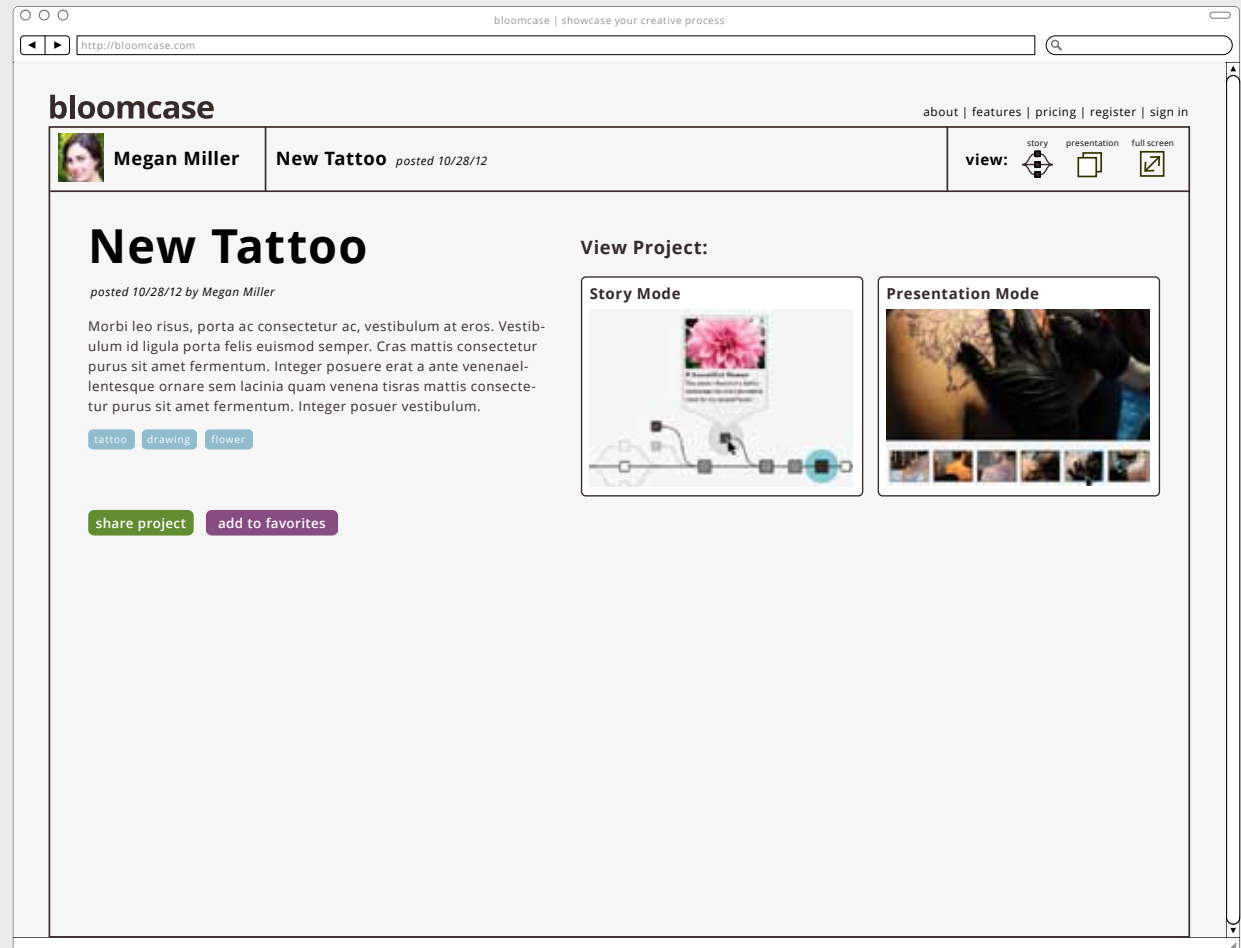 bloomcase | showcase your creative process
http://bloomcase.com
bloomcase
about | features | pricing | register | sign in
Megan Miller
New Tattoo posted 10/28/12
view:
story
presentation
full screen
New Tattoo
posted 10/28/12 by Megan Miller
Morbi leo risus, porta ac consectetur ac, vestibulum at eros. Vestib-
ulum id ligula porta felis euismod semper. Cras mattis consectetur
purus sit amet fermentum. Integer posuere erat a ante venenael-
lentesque ornare sem lacinia quam venena tisras mattis consecte-
tur purus sit amet fermentum. Integer posuer vestibulum.
tattoo
drawing
flower
share project
add to favorites
View Project:
Story Mode
A Beautiful Flower
Presentation Mode